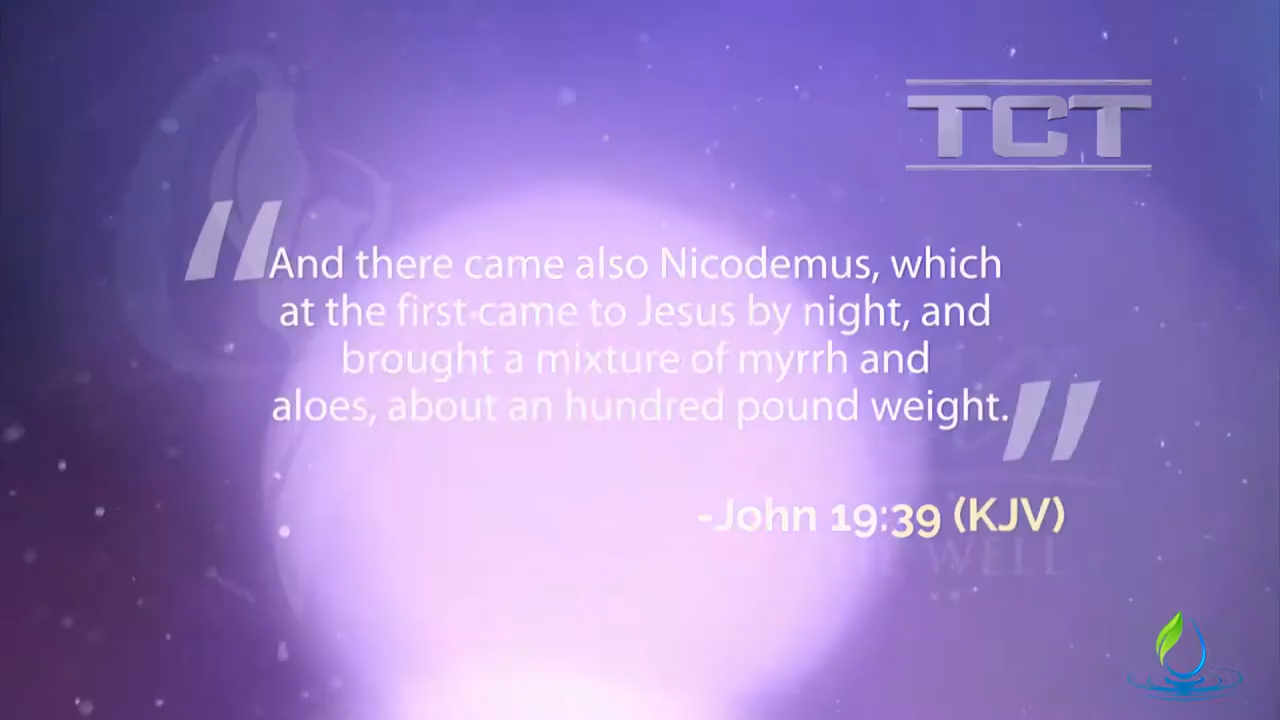 TCT
"And there came also Nicodemus, which
at the first came to Jesus by night, and
brought a mixture of myrrh and
aloes, about an hundred pound weight."
-John 19:39 (KJV)
WELL